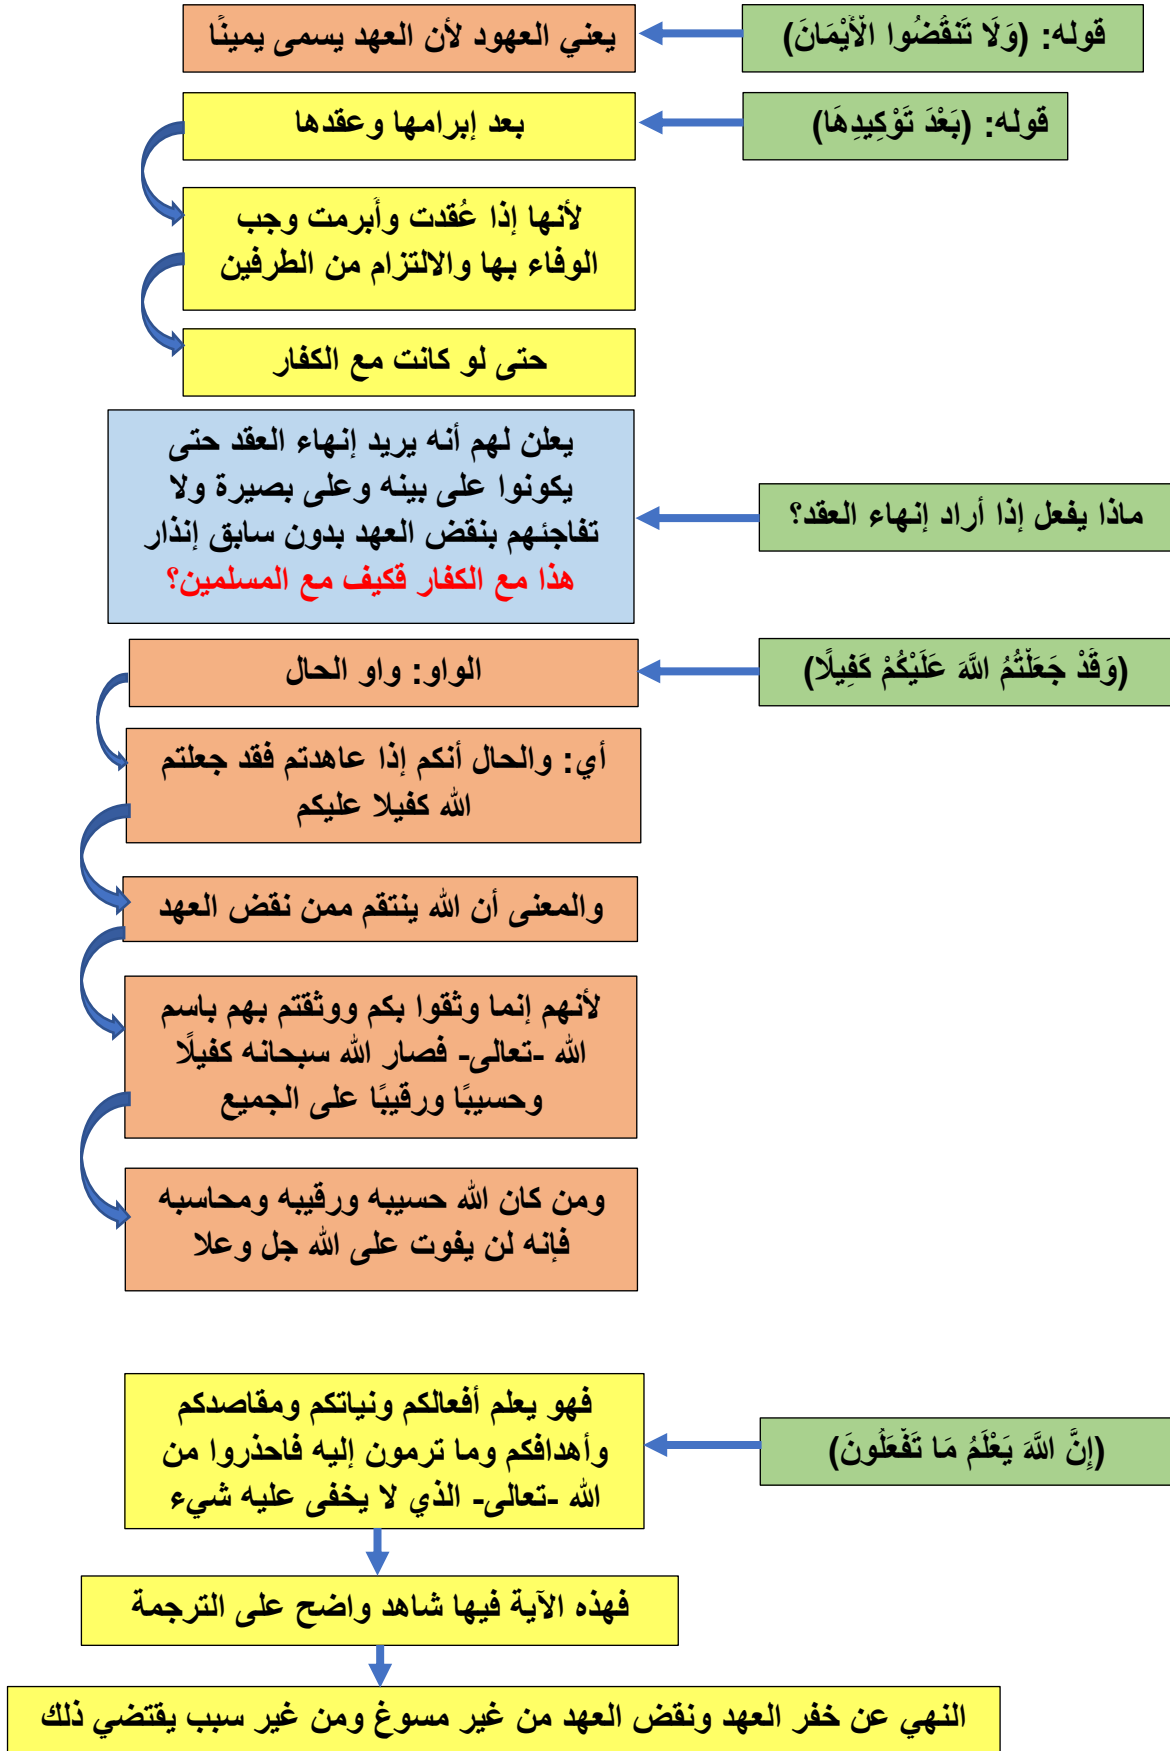 قوله: (وَلَا تَنقُضُوا الْأَيْمَانَ)
يعني العهود لأن العهد يسمى يمينًا
قوله: (بَعْدَ تَوْكِيدِهَا)
بعد إبرامها وعقدها
لأنها إذا عُقدت وأبرمت وجب
الوفاء بها والالتزام من الطرفين
حتى لو كانت مع الكفار
ماذا يفعل إذا أراد إنهاء العقد؟
يعلن لهم أنه يريد إنهاء العقد حتى
يكونوا على بينه وعلى بصيرة ولا
تفاجئهم بنقض العهد بدون سابق إنذار
هذا مع الكفار فكيف مع المسلمين؟
(وَقَدْ جَعَلْتُمُ اللَّهَ عَلَيْكُمْ كَفِيلًا)
الواو: واو الحال
أي: والحال أنكم إذا عاهدتم فقد جعلتم
الله كفيلا عليكم
والمعنى أن الله ينتقم ممن نقض العهد
لأنهم إنما وثقوا بكم ووثقتم بهم باسم
الله -تعالى- فصار الله سبحانه كفيلًا
وحسيبًا ورقيبًا على الجميع
ومن كان الله حسيبه ورقيبه ومحاسبه
فإنه لن يفوت على الله جل وعلا
(إِنَّ اللَّهَ يَعْلَمُ مَا تَفْعَلُونَ)
فهو يعلم أفعالكم ونياتكم ومقاصدكم
وأهدافكم وما ترمون إليه فاحذروا من
الله -تعالى- الذي لا يخفى عليه شيء
فهذه الآية فيها شاهد واضح على الترجمة
النهي عن خفر العهد ونقض العهد من غير مسوغ ومن غير سبب يقتضي ذلك